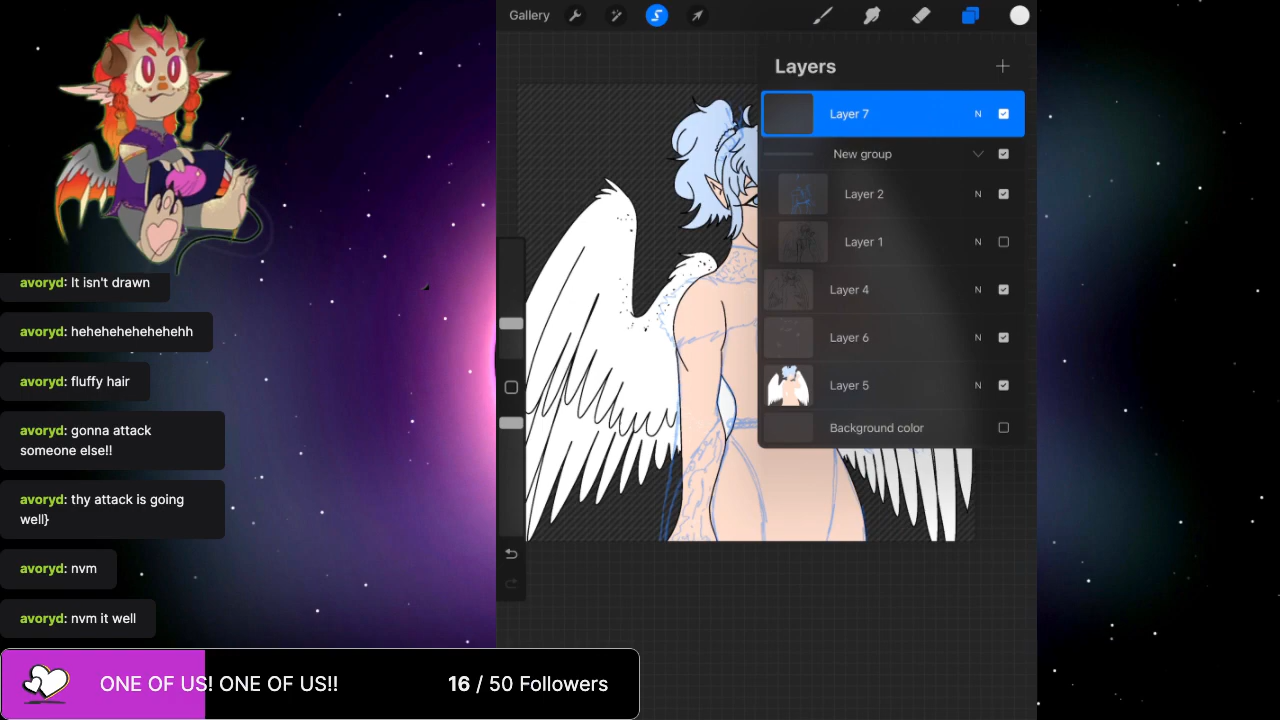 Gallery
Layers
Layer 7 N
New group
Layer 2 N
Layer 1 N
Layer 4 N
Layer 6 N
Layer 5 N
Background color
avoryd: It isn't drawn
avoryd: hehehehehehehehh
avoryd: fluffy hair
avoryd: gonna attack
someone else!!
avoryd: thy attack is going
well}
avoryd: nvm
avoryd: nvm it well
ONE OF US! ONE OF US!! 16 / 50 Followers